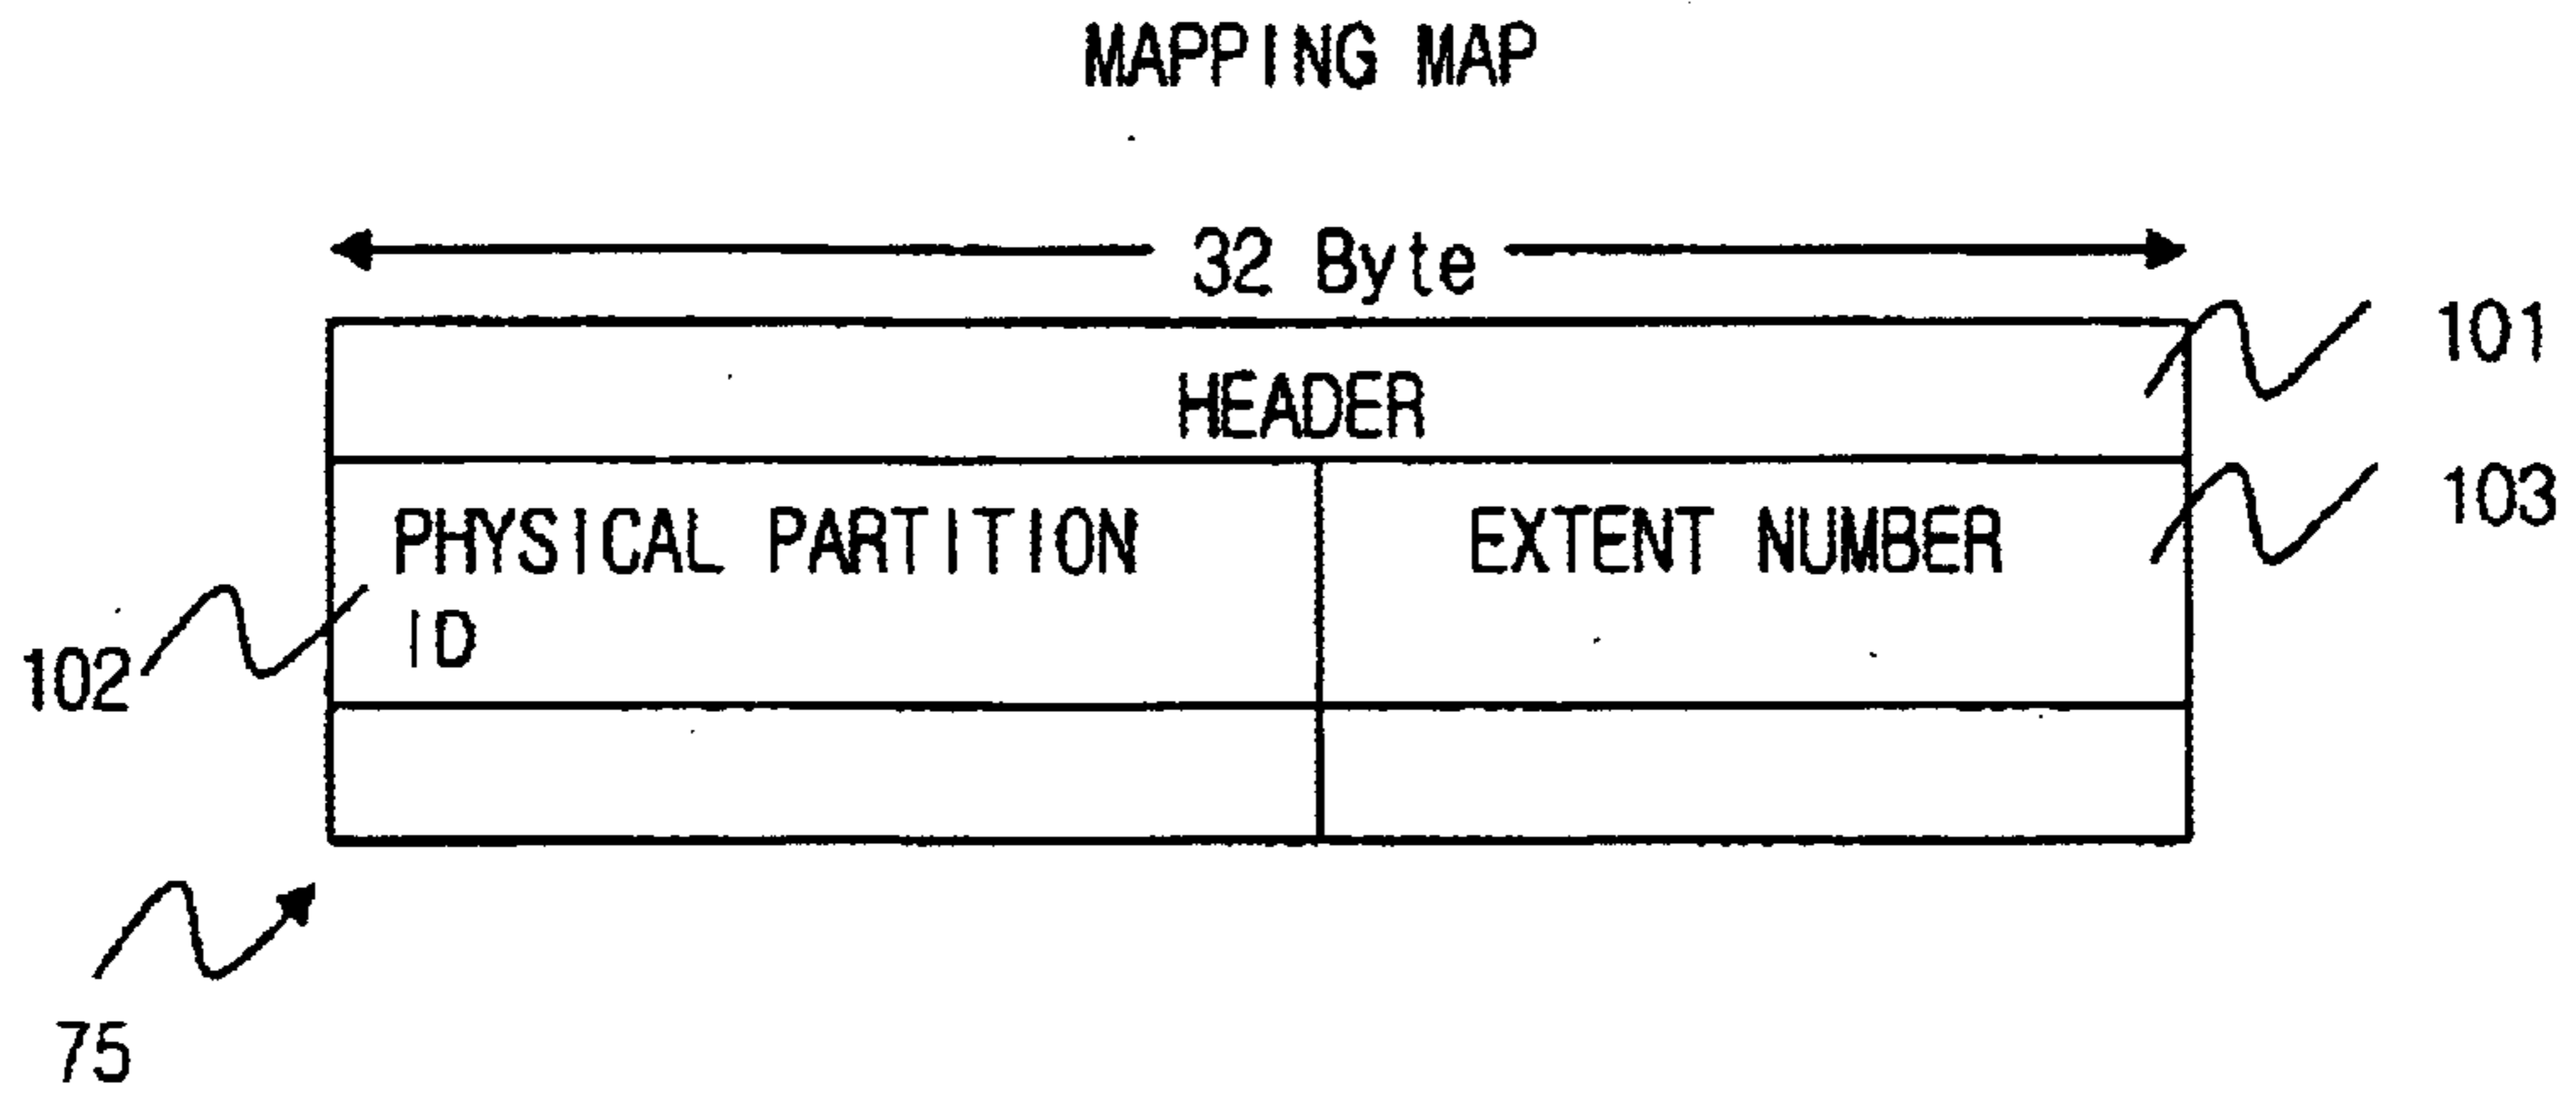 MAPPING MAP
32 Byte
101
HEADER
103
PHYSICAL PARTITION
ID
EXTENT NUMBER
102
75